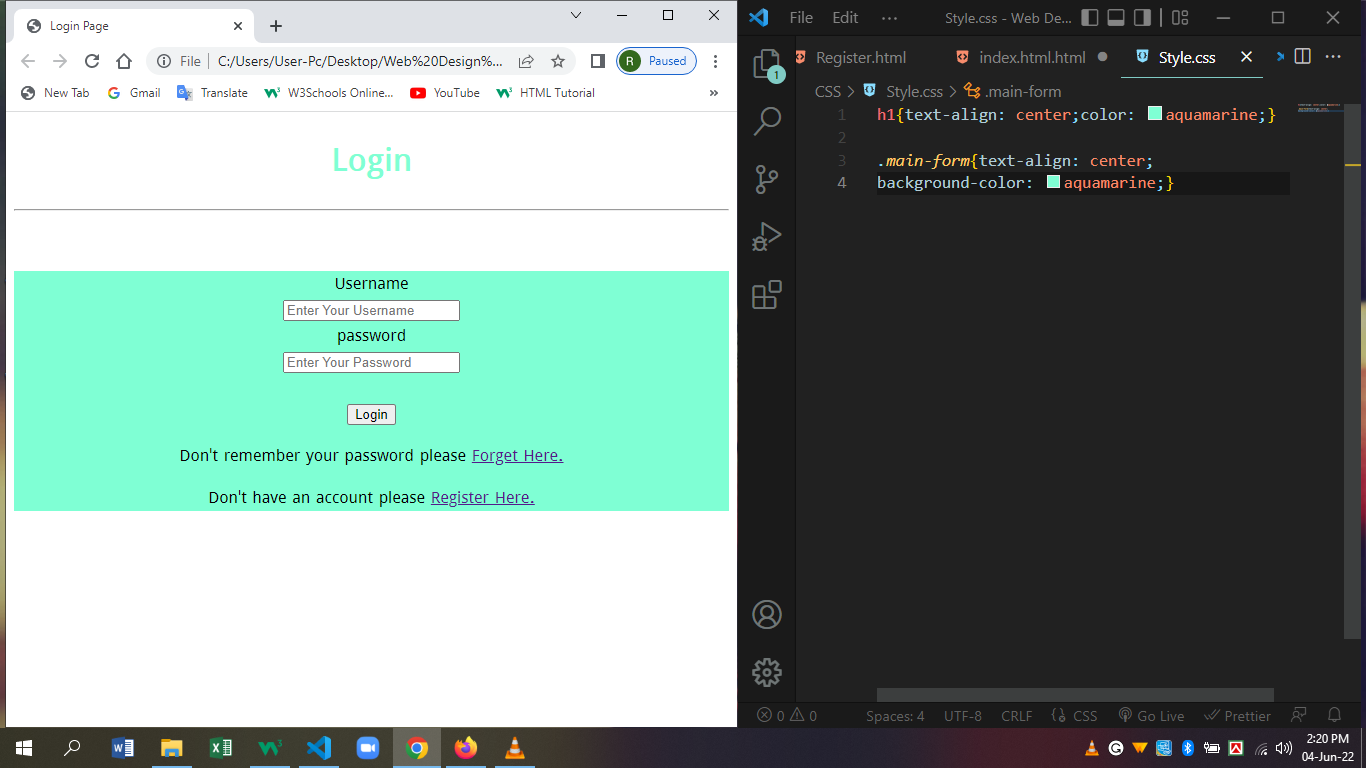 Login Page
File C:/Users/User-Pc/Desktop/Web%20Design%... R Paused
New Tab Gmail Translate W3Schools Online... YouTube HTML Tutorial »
Login
Username
Enter Your Username
password
Enter Your Password
Login
Don't remember your password please Forget Here.
Don't have an account please Register Here.
File Edit ··· Style.css - Web De...
1
Register.html index.html.html Style.css ···
CSS > Style.css > .main-form
1 h1{text-align: center;color: aquamarine;}
2
3 .main-form{text-align: center;
4 background-color: aquamarine;}
0 0 Spaces: 4 UTF-8 CRLF {} CSS Go Live Prettier
2:20 PM
04-Jun-22